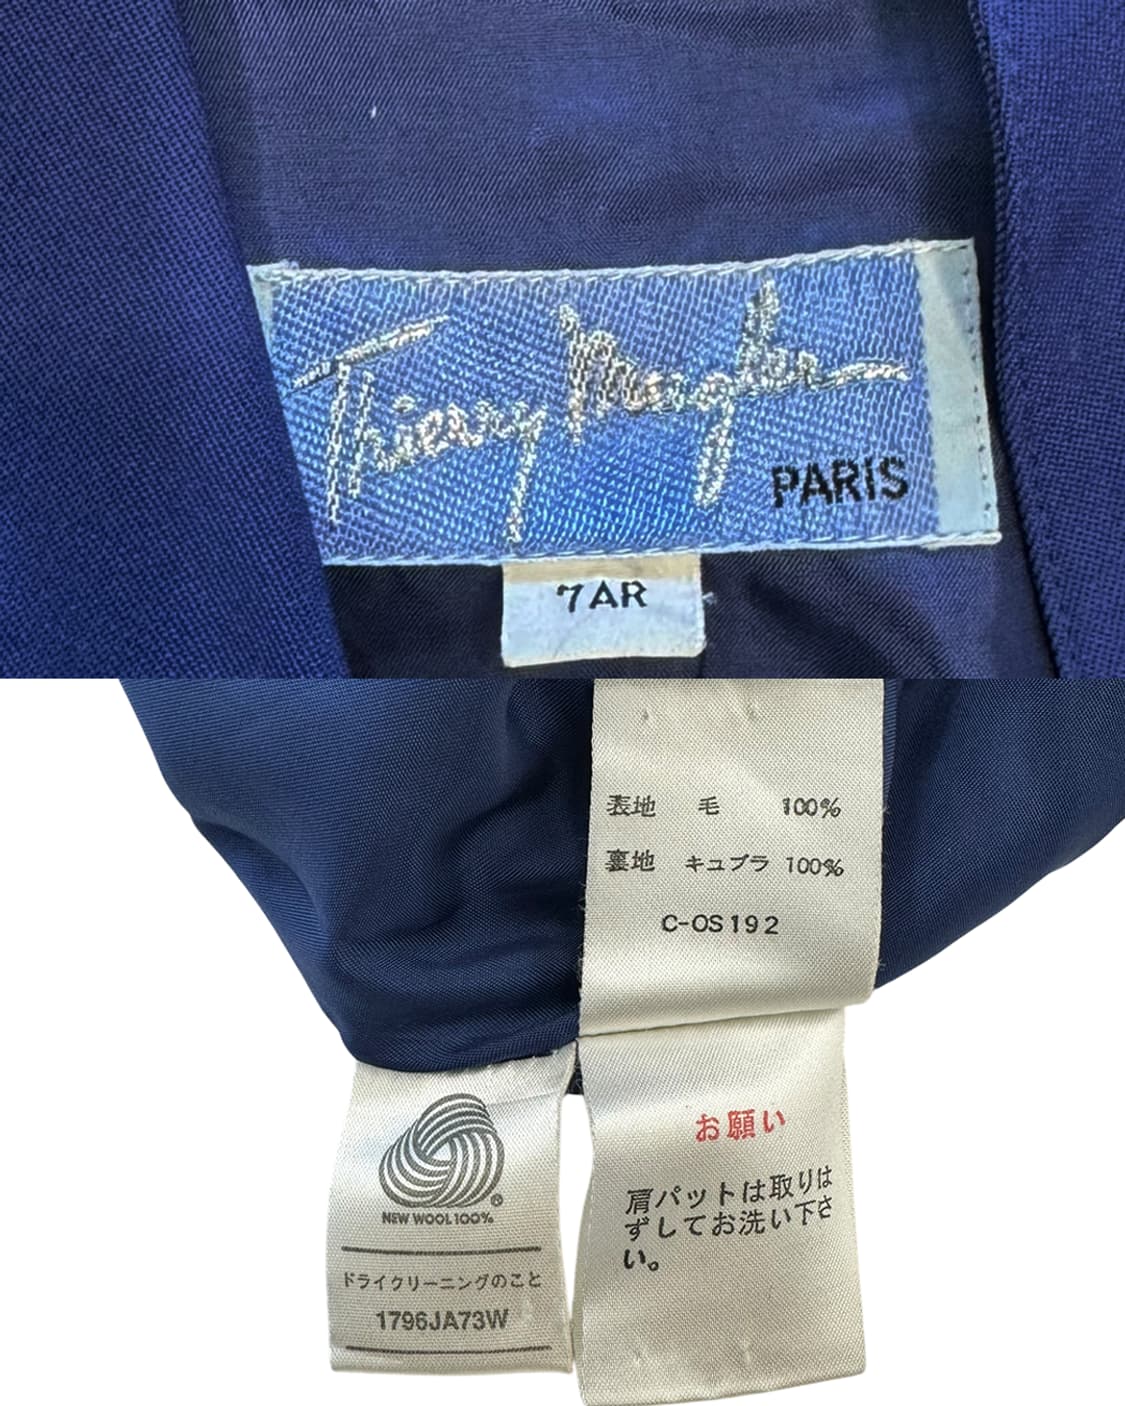 Thierry Mugler
PARIS
7AR
表地 毛 100%
裏地 キュプラ 100%
C-OS192
お願い
肩パットは取りは
ずしてお洗い下さ
い。
®
NEW WOOL 100%
ドライクリーニングのこと
1796JA73W